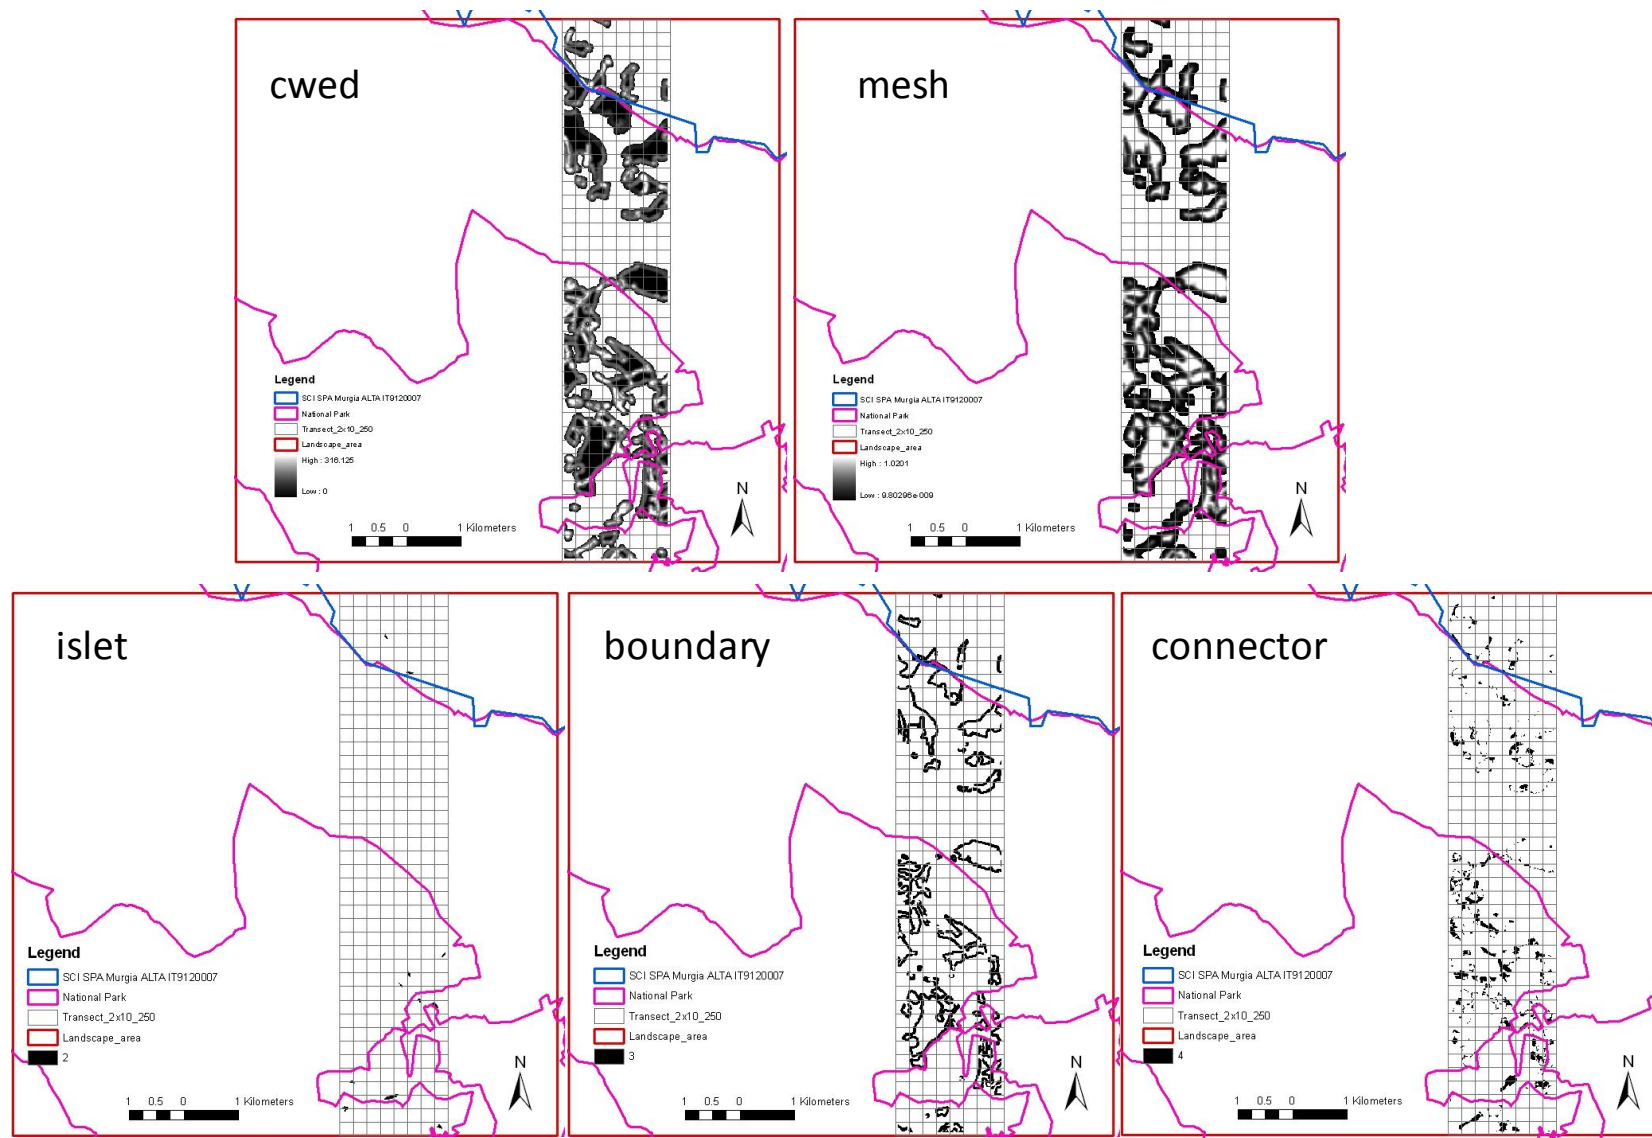 cwed
Legend
SCI SPA Murgia ALTA IT9120007
National Park
Transect_2x10_250
Landscape_area
High : 316.125
Low : 0
1 0.5 0 1 Kilometers
N
mesh
Legend
SCI SPA Murgia ALTA IT9120007
National Park
Transect_2x10_250
Landscape_area
High : 1.0201
Low : 9.80296e-009
1 0.5 0 1 Kilometers
N
islet
Legend
SCI SPA Murgia ALTA IT9120007
National Park
Transect_2x10_250
Landscape_area
2
1 0.5 0 1 Kilometers
N
boundary
Legend
SCI SPA Murgia ALTA IT9120007
National Park
Transect_2x10_250
Landscape_area
3
1 0.5 0 1 Kilometers
N
connector
Legend
SCI SPA Murgia ALTA IT9120007
National Park
Transect_2x10_250
Landscape_area
4
1 0.5 0 1 Kilometers
N